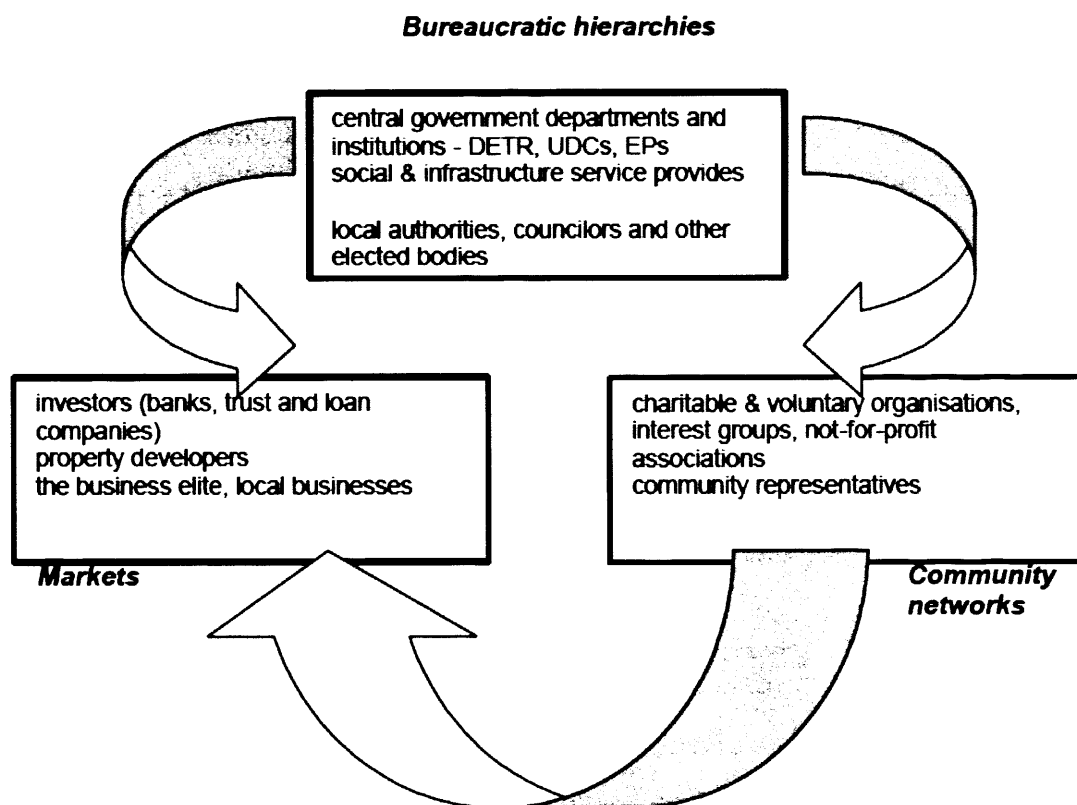 Bureaucratic hierarchies
central government departments and
institutions - DETR, UDCs, EPs
social & infrastructure service provides
local authorities, councilors and other
elected bodies
investors (banks, trust and loan
companies)
property developers
the business elite, local businesses
Markets
charitable & voluntary organisations,
interest groups, not-for-profit
associations
community representatives
Community
networks